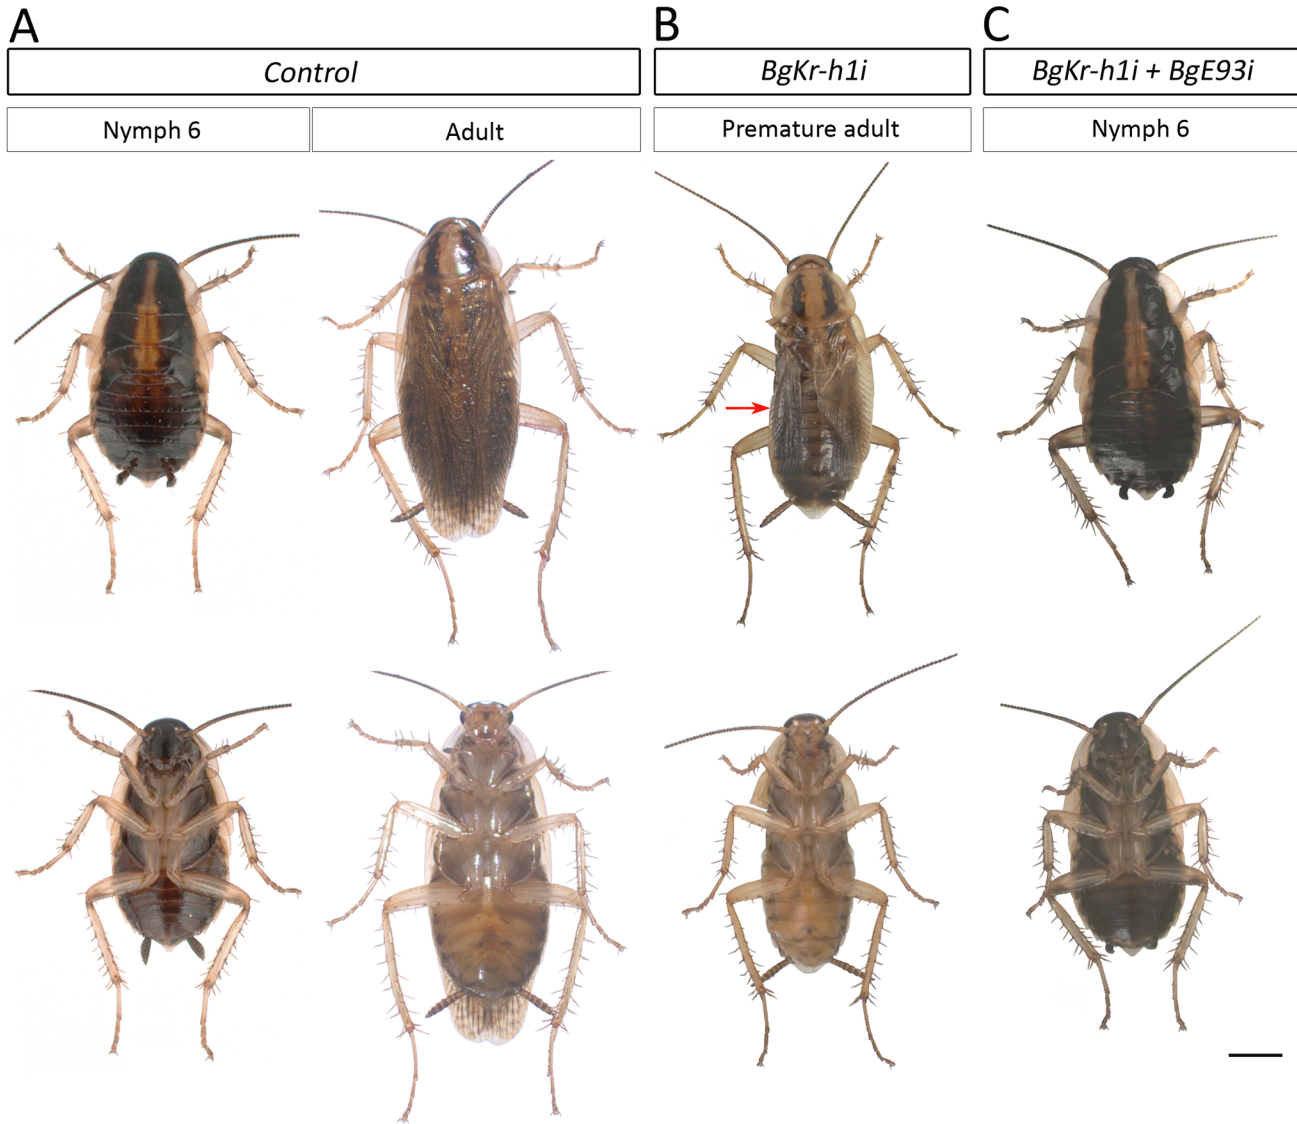 A
B
C
Control
BgKr-h1i
BgKr-h1i + BgE93i
Nymph 6
Adult
Premature adult
Nymph 6